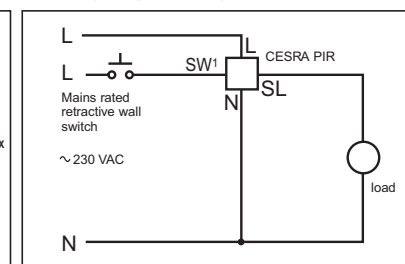 L
L
CESRA PIR
L
SW1
N
SL
Mains rated
retractive wall
switch
x
~230 VAC
load
N